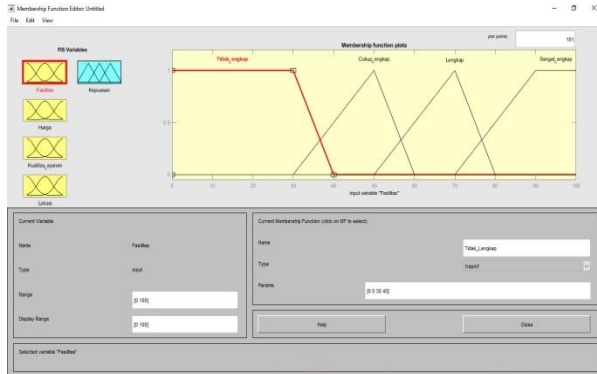 Membership Function Editor: Untitled
File Edit View
FIS Variables
Fasilitas
Kepuasan
Harga
Kualitas_Layanan
Lokasi
Membership function plots
plot points:
181
Tidak_Lengkap
Cukup_Lengkap
Lengkap
Sangat_Lengkap
1
0.5
0
0 10 20 30 40 50 60 70 80 90 100
input variable "Fasilitas"
Current Variable
Name Fasilitas
Type input
Range [0 100]
Display Range [0 100]
Current Membership Function (click on MF to select)
Name Tidak_Lengkap
Type trapmf
Params [0 0 30 40]
Help
Close
Selected variable "Fasilitas"